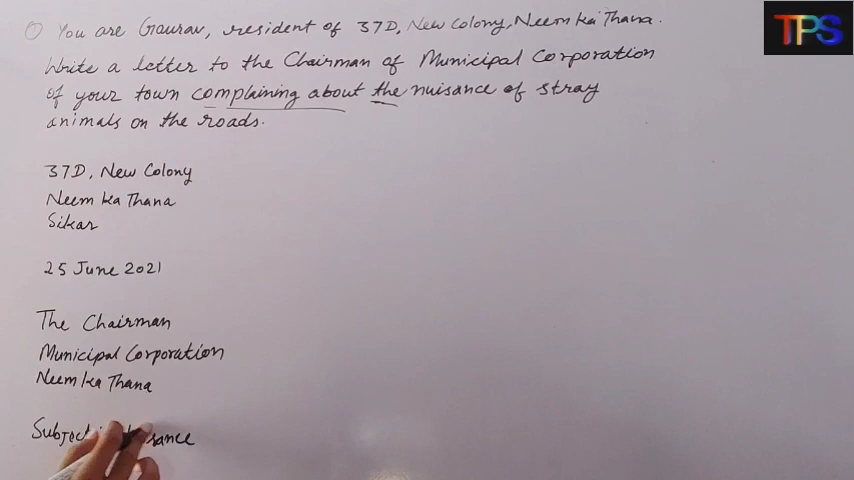 TPS
Q You are Gaurav, resident of 37D, New Colony, Neem ka Thana.
Write a letter to the Chairman of Municipal Corporation
of your town complaining about the nuisance of stray
animals on the roads.
37D, New Colony
Neem ka Thana
Sikar
25 June 2021
The Chairman
Municipal Corporation
Neem ka Thana